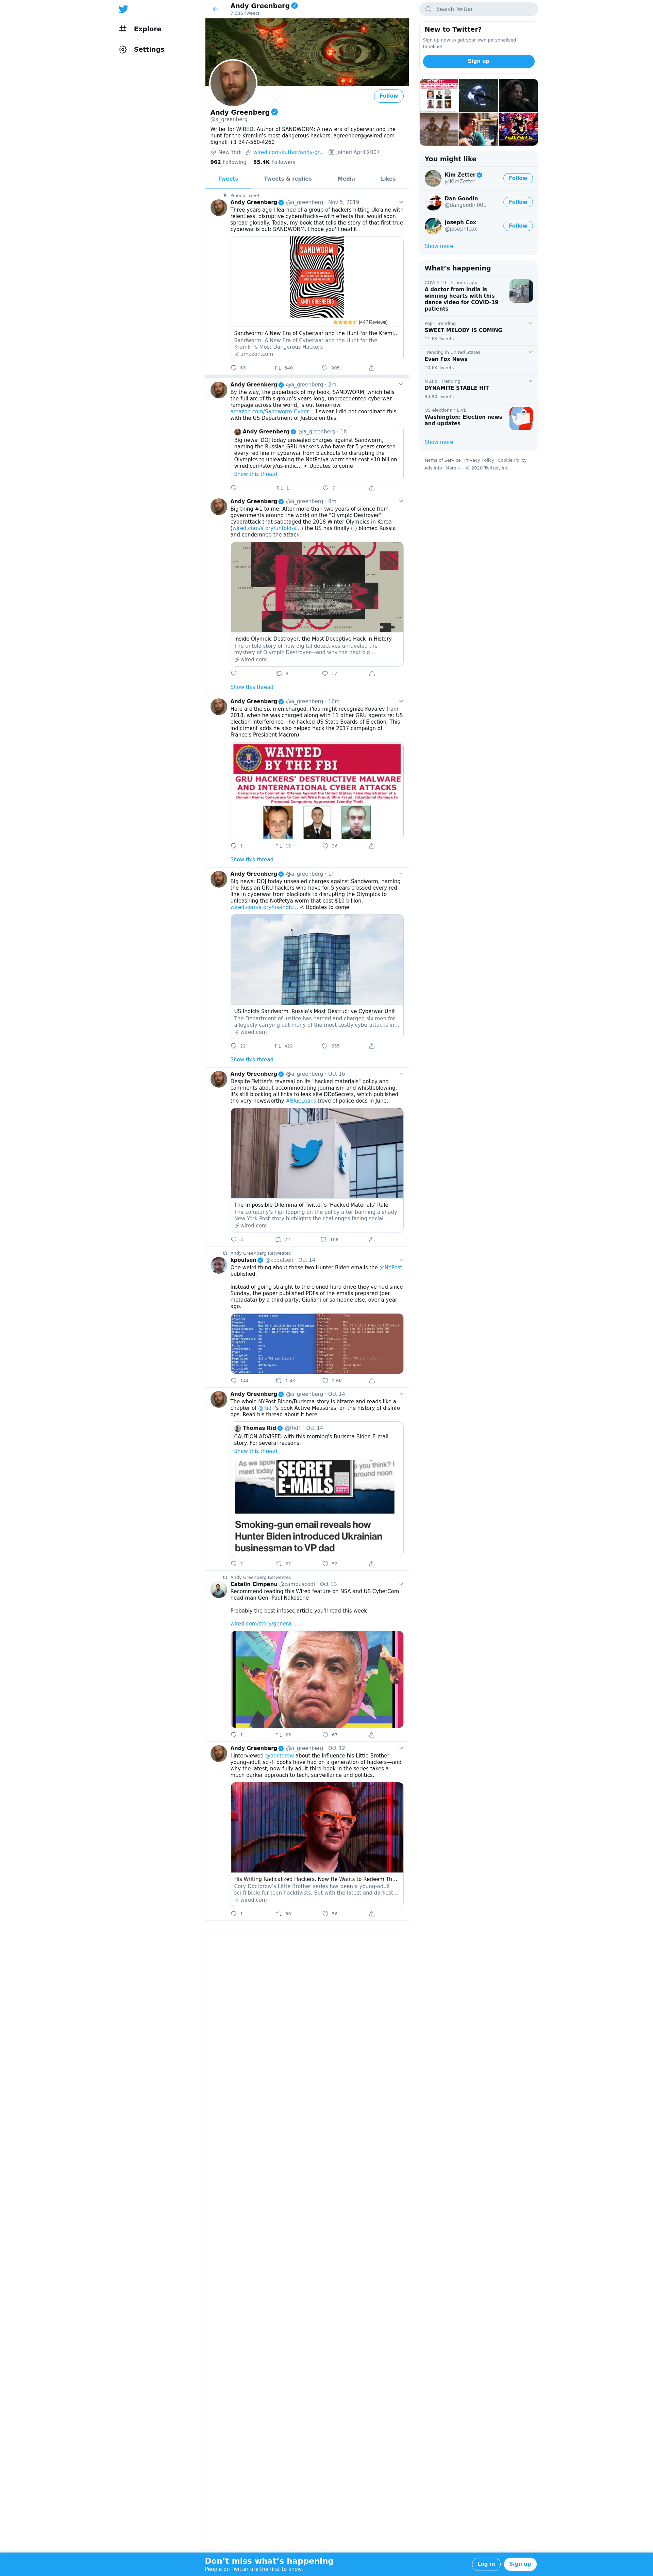 Explore
Settings
Andy Greenberg
7,386 Tweets
Follow
Andy Greenberg
@a_greenberg
Writer for WIRED. Author of SANDWORM: A new era of cyberwar and the
hunt for the Kremlin's most dangerous hackers. agreenberg@wired.com
Signal: +1 347-560-4260
New York wired.com/author/andy-gr… Joined April 2007
962 Following 55.4K Followers
Tweets Tweets & replies Media Likes
Pinned Tweet
Andy Greenberg @a_greenberg · Nov 5, 2019
Three years ago I learned of a group of hackers hitting Ukraine with
relentless, disruptive cyberattacks—with effects that would soon
spread globally. Today, my book that tells the story of that first true
cyberwar is out: SANDWORM. I hope you'll read it.
SANDWORM
ANDY GREENBERG
(447 Reviews)
Sandworm: A New Era of Cyberwar and the Hunt for the Kreml…
Sandworm: A New Era of Cyberwar and the Hunt for the
Kremlin's Most Dangerous Hackers
amazon.com
63 340 905
Andy Greenberg @a_greenberg · 2m
By the way, the paperback of my book, SANDWORM, which tells
the full arc of this group's years-long, unprecedented cyberwar
rampage across the world, is out tomorrow:
amazon.com/Sandworm-Cyber… I swear I did not coordinate this
with the US Department of Justice on this.
Andy Greenberg @a_greenberg · 1h
Big news: DOJ today unsealed charges against Sandworm,
naming the Russian GRU hackers who have for 5 years crossed
every red line in cyberwar from blackouts to disrupting the
Olympics to unleashing the NotPetya worm that cost $10 billion.
wired.com/story/us-indic… < Updates to come
Show this thread
1 7
Andy Greenberg @a_greenberg · 8m
Big thing #1 to me: After more than two years of silence from
governments around the world on the "Olympic Destroyer"
cyberattack that sabotaged the 2018 Winter Olympics in Korea
(wired.com/story/untold-s…) the US has finally (!) blamed Russia
and condemned the attack.
Inside Olympic Destroyer, the Most Deceptive Hack in History
The untold story of how digital detectives unraveled the
mystery of Olympic Destroyer—and why the next big …
wired.com
4 17
Show this thread
Andy Greenberg @a_greenberg · 16m
Here are the six men charged. (You might recognize Kovalev from
2018, when he was charged along with 11 other GRU agents re: US
election interference—he hacked US State Boards of Election. This
indictment adds he also helped hack the 2017 campaign of
France's President Macron)
WANTED
BY THE FBI
GRU HACKERS' DESTRUCTIVE MALWARE
AND INTERNATIONAL CYBER ATTACKS
Conspiracy to Commit an Offense Against the United States; False Registration of a
Domain Name; Conspiracy to Commit Wire Fraud; Wire Fraud; Intentional Damage to
Protected Computers; Aggravated Identity Theft
1 12 26
Show this thread
Andy Greenberg @a_greenberg · 1h
Big news: DOJ today unsealed charges against Sandworm, naming
the Russian GRU hackers who have for 5 years crossed every red
line in cyberwar from blackouts to disrupting the Olympics to
unleashing the NotPetya worm that cost $10 billion.
wired.com/story/us-indic… < Updates to come
US Indicts Sandworm, Russia's Most Destructive Cyberwar Unit
The Department of Justice has named and charged six men for
allegedly carrying out many of the most costly cyberattacks in…
wired.com
22 422 655
Show this thread
Andy Greenberg @a_greenberg · Oct 16
Despite Twitter's reversal on its "hacked materials" policy and
comments about accommodating journalism and whistleblowing,
it's still blocking all links to leak site DDoSecrets, which published
the very newsworthy #BlueLeaks trove of police docs in June.
The Impossible Dilemma of Twitter's 'Hacked Materials' Rule
The company's flip-flopping on the policy after banning a shady
New York Post story highlights the challenges facing social …
wired.com
3 72 108
Andy Greenberg Retweeted
kpoulsen @kpoulsen · Oct 14
One weird thing about those two Hunter Biden emails the @NYPost
published.
Instead of going straight to the cloned hard drive they've had since
Sunday, the paper published PDFs of the emails prepared (per
metadata) by a third-party, Giuliani or someone else, over a year
ago.
144 1.4K 2.6K
Andy Greenberg @a_greenberg · Oct 14
The whole NYPost Biden/Burisma story is bizarre and reads like a
chapter of @RidT's book Active Measures, on the history of disinfo
ops. Read his thread about it here:
Thomas Rid @RidT · Oct 14
CAUTION ADVISED with this morning's Burisma-Biden E-mail
story. For several reasons.
Show this thread
As we spok
meet today
SECRET
E-MAILS
you think? I
around noon
Smoking-gun email reveals how
Hunter Biden introduced Ukrainian
businessman to VP dad
2 22 52
Andy Greenberg Retweeted
Catalin Cimpanu @campuscodi · Oct 13
Recommend reading this Wired feature on NSA and US CyberCom
head-man Gen. Paul Nakasone
Probably the best infosec article you'll read this week
wired.com/story/general-…
1 25 67
Andy Greenberg @a_greenberg · Oct 12
I interviewed @doctorow about the influence his Little Brother
young-adult sci-fi books have had on a generation of hackers—and
why the latest, now-fully-adult third book in the series takes a
much darker approach to tech, surveillance and politics.
His Writing Radicalized Hackers. Now He Wants to Redeem Th…
Cory Doctorow's Little Brother series has been a young-adult
sci-fi bible for teen hacktivists. But with the latest and darkest…
wired.com
1 30 56
Search Twitter
New to Twitter?
Sign up now to get your own personalized
timeline!
Sign up
HACKERS
You might like
Kim Zetter
@KimZetter
Follow
Dan Goodin
@dangoodin001
Follow
Joseph Cox
@josephfcox
Follow
Show more
What's happening
COVID-19 · 5 hours ago
A doctor from India is
winning hearts with this
dance video for COVID-19
patients
Pop · Trending
SWEET MELODY IS COMING
11.6K Tweets
Trending in United States
Even Fox News
10.6K Tweets
Music · Trending
DYNAMITE STABLE HIT
9,690 Tweets
US elections · LIVE
Washington: Election news
and updates
Show more
Terms of Service Privacy Policy Cookie Policy
Ads info More © 2020 Twitter, Inc.
Don't miss what's happening
People on Twitter are the first to know.
Log in Sign up